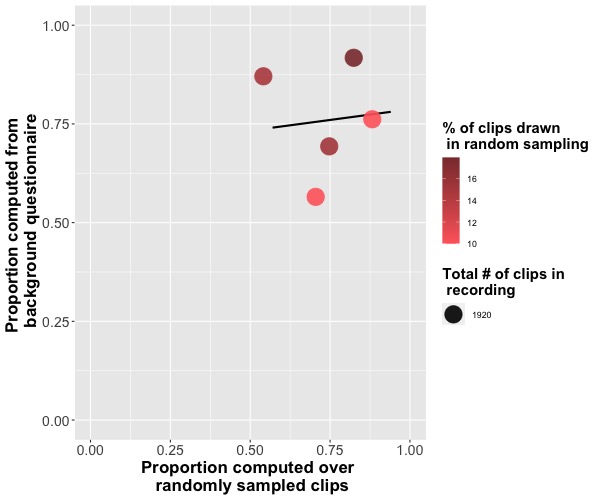 1.00
0.75
0.50
0.25
0.00
Proportion computed from
background questionnaire
0.00 0.25 0.50 0.75 1.00
Proportion computed over
randomly sampled clips
% of clips drawn
in random sampling
16
14
12
10
Total # of clips in
recording
1920